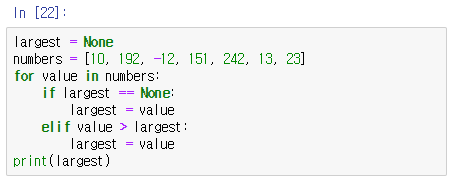 In [22]:
largest = None
numbers = [10, 192, -12, 151, 242, 13, 23]
for value in numbers:
    if largest == None:
        largest = value
    elif value > largest:
        largest = value
print(largest)